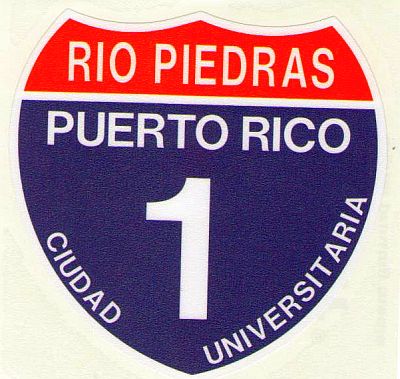 RIO PIEDRAS
PUERTO RICO
1
CIUDAD UNIVERSITARIA